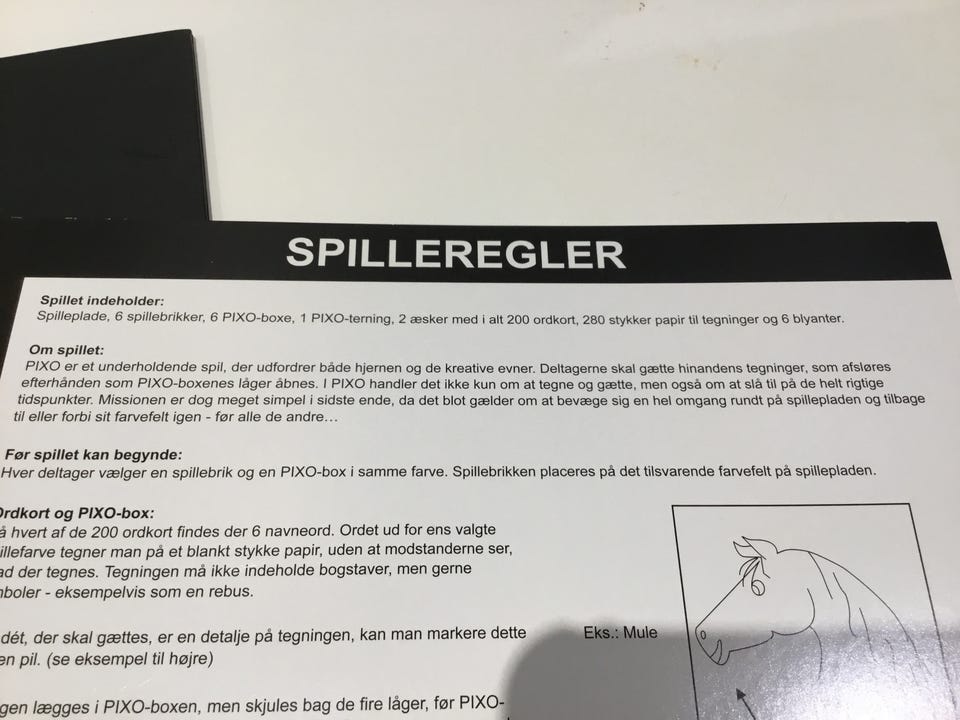 SPILLEREGLER
Spillet indeholder:
Spilleplade, 6 spillebrikker, 6 PIXO-boxe, 1 PIXO-terning, 2 æsker med i alt 200 ordkort, 280 stykker papir til tegninger og 6 blyanter.
Om spillet:
PIXO er et underholdende spil, der udfordrer både hjernen og de kreative evner. Deltagerne skal gætte hinandens tegninger, som afsløres
efterhånden som PIXO-boxenes låger åbnes. I PIXO handler det ikke kun om at tegne og gætte, men også om at slå til på de helt rigtige
tidspunkter. Missionen er dog meget simpel i sidste ende, da det blot gælder om at bevæge sig en hel omgang rundt på spillepladen og tilbage
til eller forbi sit farvefelt igen - før alle de andre…
Før spillet kan begynde:
Hver deltager vælger en spillebrik og en PIXO-box i samme farve. Spillebrikken placeres på det tilsvarende farvefelt på spillepladen.
Ordkort og PIXO-box:
å hvert af de 200 ordkort findes der 6 navneord. Ordet ud for ens valgte
illefarve tegner man på et blankt stykke papir, uden at modstanderne ser,
ad der tegnes. Tegningen må ikke indeholde bogstaver, men gerne
mboler - eksempelvis som en rebus.
dét, der skal gættes, er en detalje på tegningen, kan man markere dette
en pil. (se eksempel til højre)
Eks.: Mule
gen lægges i PIXO-boxen, men skjules bag de fire låger, før PIXO-